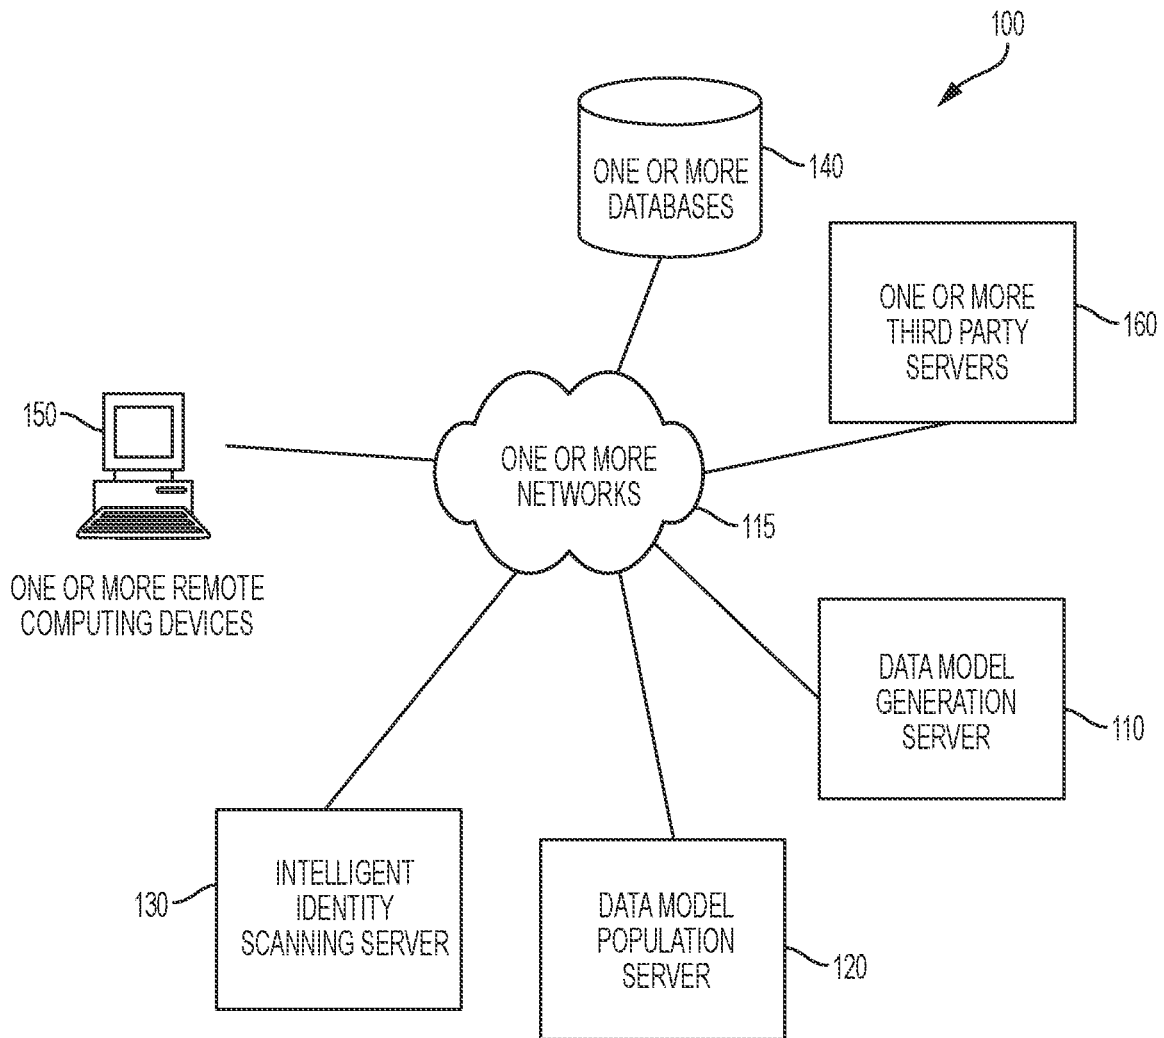 100
ONE OR MORE
DATABASES
140
ONE OR MORE
THIRD PARTY
SERVERS
160
150
ONE OR MORE
NETWORKS
115
ONE OR MORE REMOTE
COMPUTING DEVICES
DATA MODEL
GENERATION
SERVER
110
INTELLIGENT
IDENTITY
SCANNING SERVER
130
DATA MODEL
POPULATION
SERVER
120